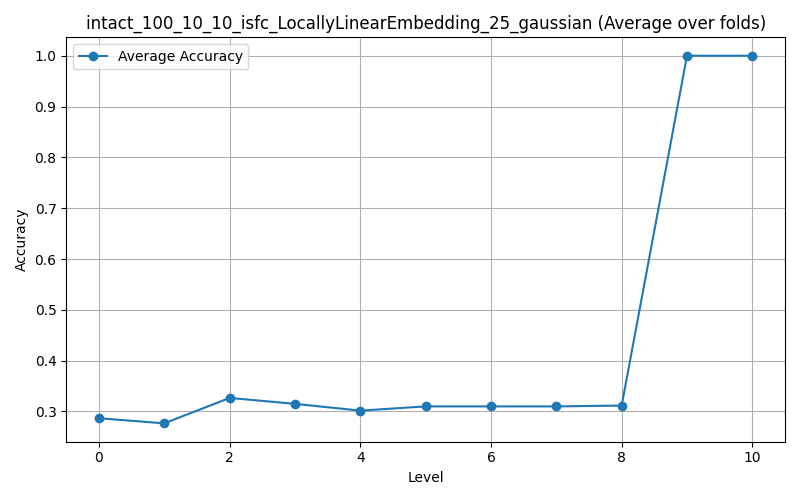 intact_100_10_10_isfc_LocallyLinearEmbedding_25_gaussian (Average over folds)
Average Accuracy
1.0
0.9
0.8
0.7
0.6
0.5
0.4
0.3
Accuracy
0 2 4 6 8 10
Level